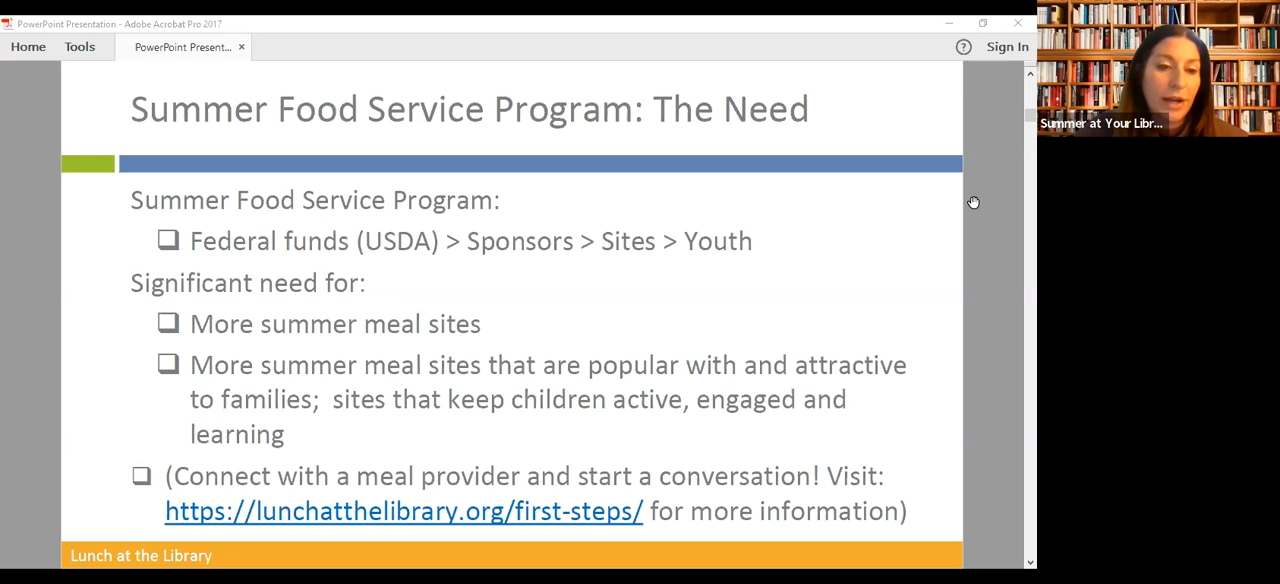 PowerPoint Presentation - Adobe Acrobat Pro 2017
Home Tools PowerPoint Present... × ? Sign In
Summer Food Service Program: The Need
Summer Food Service Program:
❑ Federal funds (USDA) > Sponsors > Sites > Youth
Significant need for:
❑ More summer meal sites
❑ More summer meal sites that are popular with and attractive
to families; sites that keep children active, engaged and
learning
❑ (Connect with a meal provider and start a conversation! Visit:
https://lunchatthelibrary.org/first-steps/ for more information)
Lunch at the Library
Summer at Your Libr...